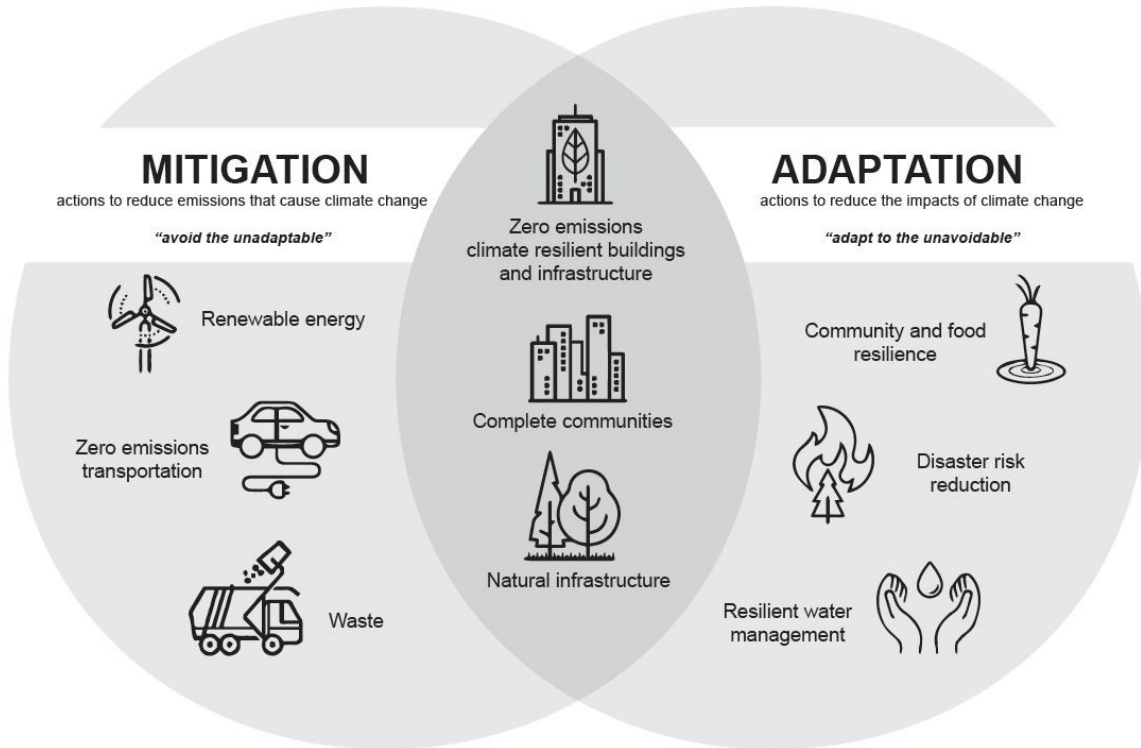 MITIGATION
actions to reduce emissions that cause climate change
“avoid the unadaptable”
Renewable energy
Zero emissions
transportation
Waste
Zero emissions
climate resilient buildings
and infrastructure
Complete communities
Natural infrastructure
ADAPTATION
actions to reduce the impacts of climate change
“adapt to the unavoidable”
Community and food
resilience
Disaster risk
reduction
Resilient water
management